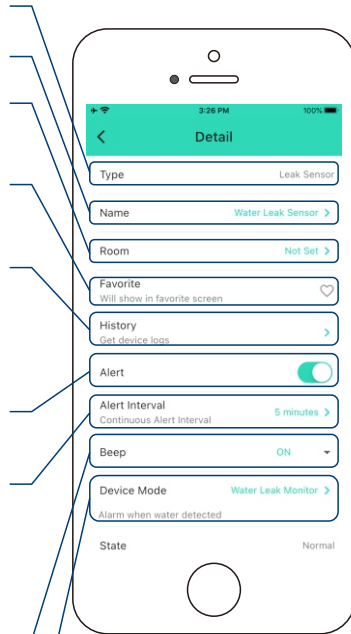 3:26 PM 100%
Detail
Type Leak Sensor
Name Water Leak Sensor >
Room Not Set >
Favorite
Will show in favorite screen
History
Get device logs
Alert
Alert Interval
Continuous Alert Interval
5 minutes >
Beep ON
Device Mode Water Leak Monitor >
Alarm when water detected
State Normal